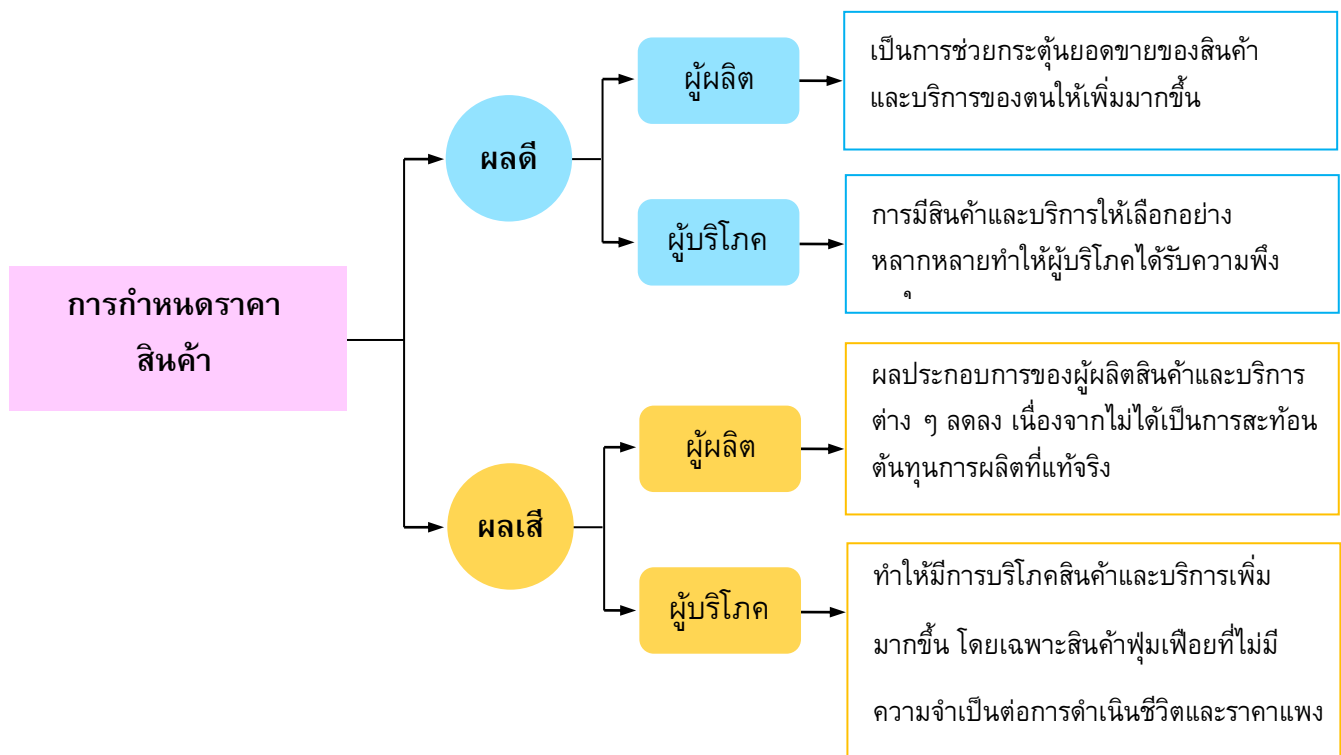 การกำหนดราคา
สินค้า
ผลดี
ผู้ผลิต
เป็นการช่วยกระตุ้นยอดขายของสินค้า
และบริการของตนให้เพิ่มมากขึ้น
ผู้บริโภค
การมีสินค้าและบริการให้เลือกอย่าง
หลากหลายทำให้ผู้บริโภคได้รับความพึง
ผลเสี
ผู้ผลิต
ผลประกอบการของผู้ผลิตสินค้าและบริการ
ต่าง ๆ ลดลง เนื่องจากไม่ได้เป็นการสะท้อน
ต้นทุนการผลิตที่แท้จริง
ผู้บริโภค
ทำให้มีการบริโภคสินค้าและบริการเพิ่ม
มากขึ้น โดยเฉพาะสินค้าฟุ่มเฟือยที่ไม่มี
ความจำเป็นต่อการดำเนินชีวิตและราคาแพง